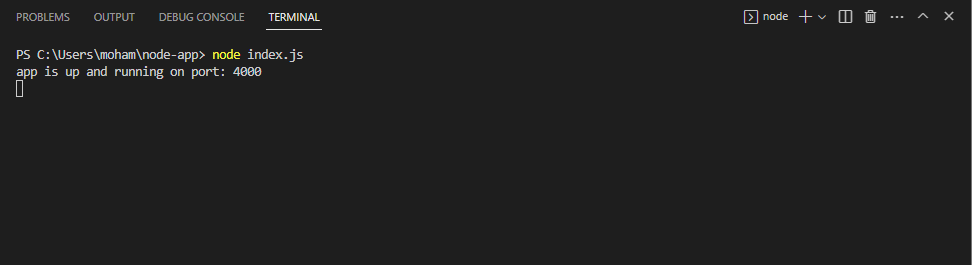 PROBLEMS OUTPUT DEBUG CONSOLE TERMINAL node
PS C:\Users\moham\node-app> node index.js
app is up and running on port: 4000